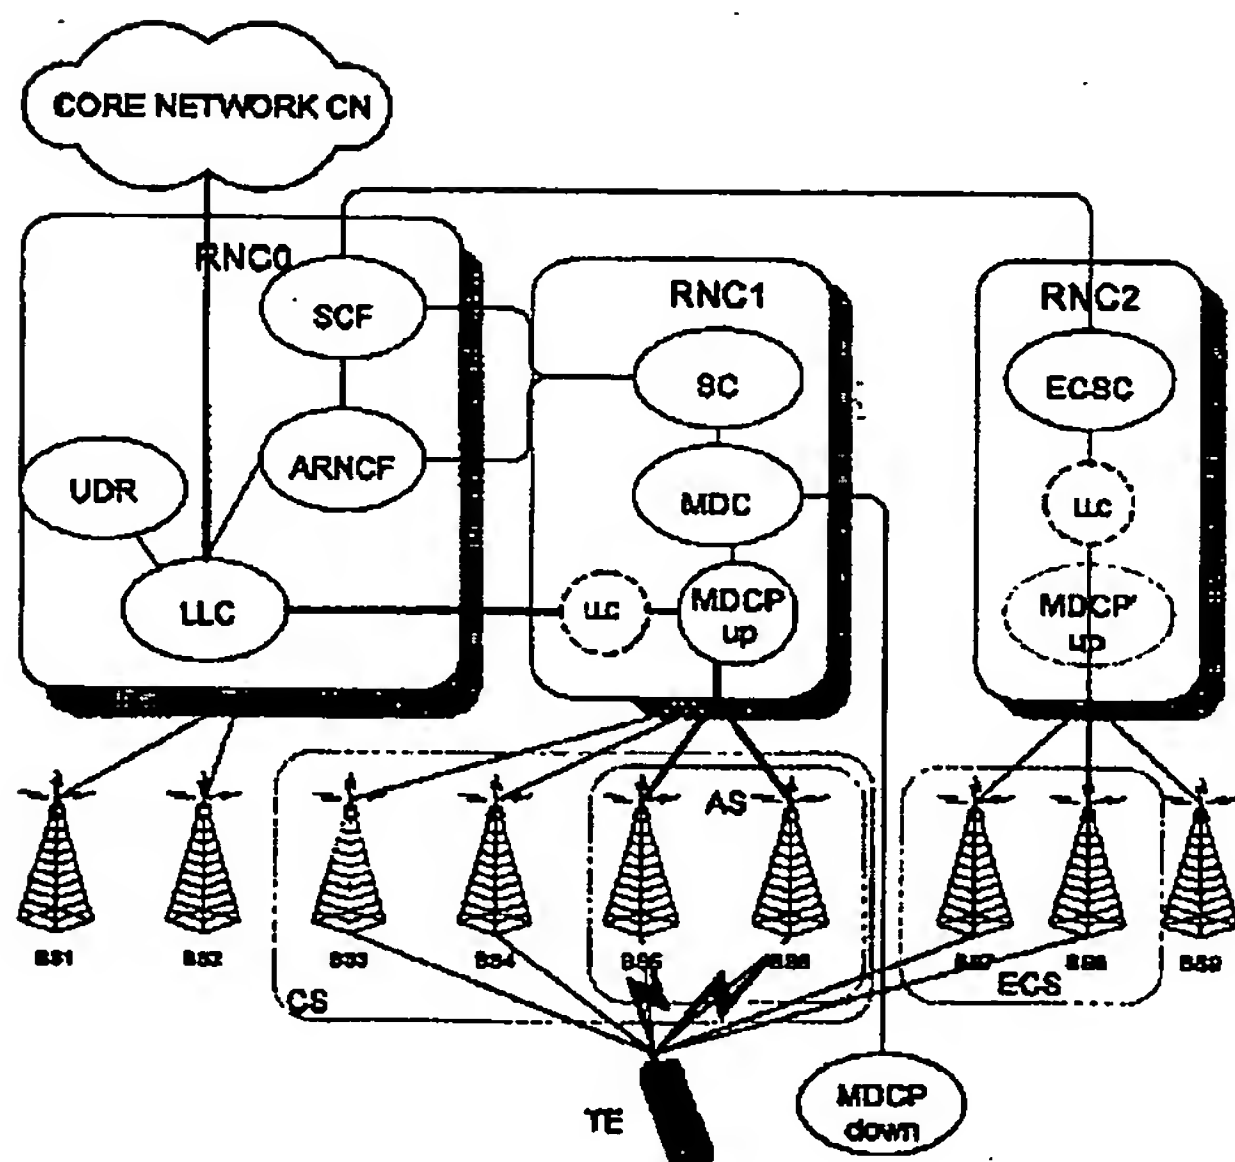 CORE NETWORK CN
RNC0
SCF
ARNCF
UDR
LLC
RNC1
SC
MDC
LLC
MDCP
up
RNC2
ECSC
LLC
MDCP'
up
AS
BS1
BS2
BS3
BS4
BS5
BS6
BS7
BS8
BS9
CS
ECS
TE
MDCP
down